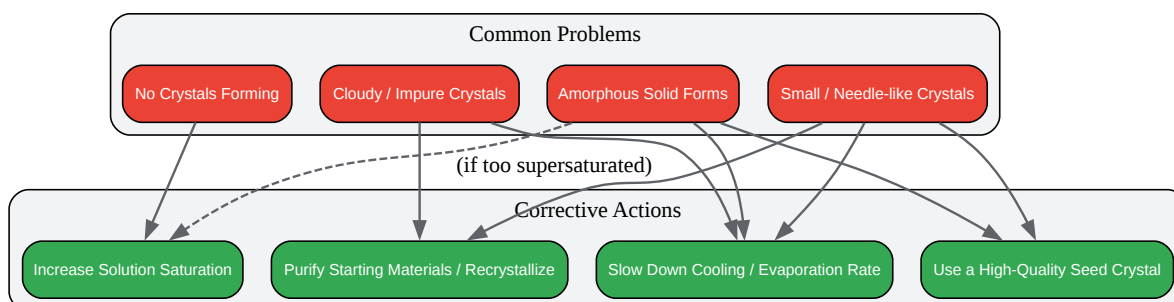 Common Problems
No Crystals Forming
Cloudy / Impure Crystals
Amorphous Solid Forms
Small / Needle-like Crystals
(if too supersaturated)
Corrective Actions
Increase Solution Saturation
Purify Starting Materials / Recrystallize
Slow Down Cooling / Evaporation Rate
Use a High-Quality Seed Crystal